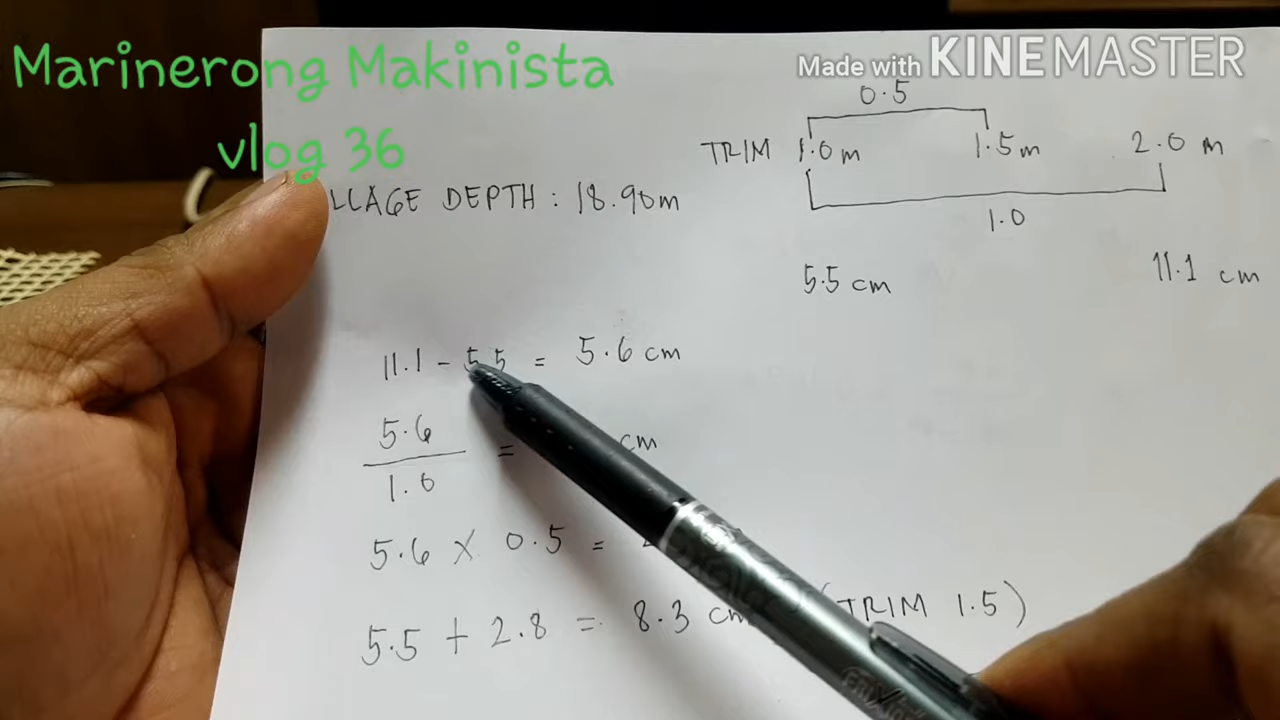 Marinerong Makinista
vlog 36
Made with KINEMASTER
0.5
TRIM 1.0m 1.5m 2.0 m
1.0
LLAGE DEPTH : 18.90m
5.5 cm 11.1 cm
11.1 - 5.5 = 5.6 cm
5.6
1.0
= cm
5.6 X 0.5 =
5.5 + 2.8 = 8.3 cm (TRIM 1.5)